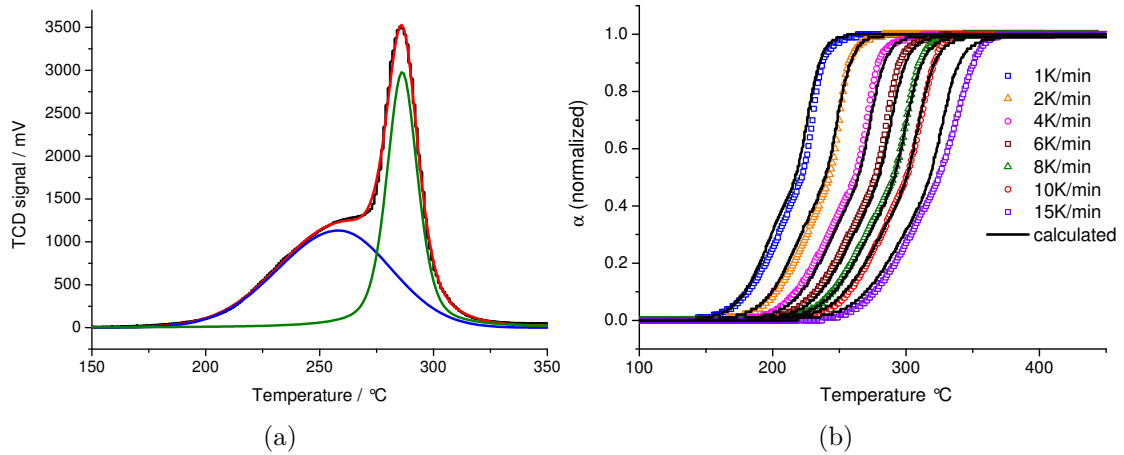 3500
3000
2500
2000
1500
1000
500
0
TCD signal / mV
150 200 250 300 350
Temperature / °C
(a)
1.0
0.8
0.6
0.4
0.2
0.0
α (normalized)
100 200 300 400
Temperature °C
1K/min
2K/min
4K/min
6K/min
8K/min
10K/min
15K/min
calculated
(b)